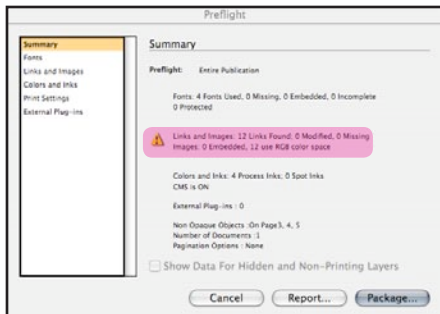 Preflight
Summary
Fonts
Links and Images
Colors and Inks
Print Settings
External Plug-ins
Summary
Preflight: Entire Publication
Fonts: 4 Fonts Used, 0 Missing, 0 Embedded, 0 Incomplete
0 Protected
Links and Images: 12 Links Found; 0 Modified, 0 Missing
Images: 0 Embedded, 12 use RGB color space
Colors and Inks: 4 Process Inks; 0 Spot Inks
CMS is ON
External Plug-ins : 0
Non Opaque Objects :On Page3, 4, 5
Number of Documents :1
Pagination Options : None
Show Data For Hidden and Non-Printing Layers
Cancel
Report...
Package...